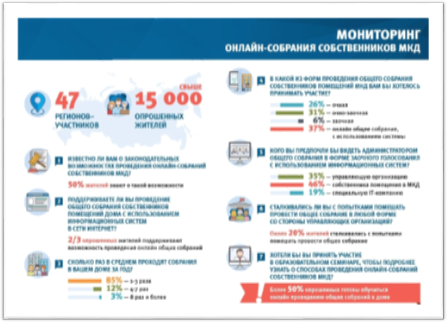 МОНИТОРИНГ
ОНЛАЙН-СОБРАНИЯ СОБСТВЕННИКОВ МКД
47
РЕГИОНОВ-
УЧАСТНИКОВ
СВЫШЕ
15 000
ОПРОШЕННЫХ
ЖИТЕЛЕЙ
1
ИЗВЕСТНО ЛИ ВАМ О ЗАКОНОДАТЕЛЬНЫХ
ВОЗМОЖНОСТЯХ ПРОВЕДЕНИЯ ОНЛАЙН-СОБРАНИЙ
СОБСТВЕННИКОВ МКД?
50% жителей знают о такой возможности
2
ПОДДЕРЖИВАЕТЕ ЛИ ВЫ ПРОВЕДЕНИЕ
ОБЩЕГО СОБРАНИЯ СОБСТВЕННИКОВ
ПОМЕЩЕНИЙ ДОМА С ИСПОЛЬЗОВАНИЕМ
ИНФОРМАЦИОННЫХ СИСТЕМ
В СЕТИ ИНТЕРНЕТ?
2/3 опрошенных жителей поддерживают
возможность проведения онлайн общих собраний
3
СКОЛЬКО РАЗ В СРЕДНЕМ ПРОХОДЯТ СОБРАНИЯ
В ВАШЕМ ДОМЕ ЗА ГОД?
85% — 1-3 раза
12% — 4-7 раз
3% — 8 раз и более
4
В КАКОЙ ИЗ ФОРМ ПРОВЕДЕНИЯ ОБЩЕГО СОБРАНИЯ
СОБСТВЕННИКОВ ПОМЕЩЕНИЙ МКД ВАМ БЫ ХОТЕЛОСЬ
ПРИНИМАТЬ УЧАСТИЕ?
26% — очная
31% — очно-заочная
6% — заочная
37% — онлайн общие собрания,
с использованием системы
5
КОГО ВЫ ПРЕДПОЧЛИ БЫ ВИДЕТЬ АДМИНИСТРАТОРОМ
ОБЩЕГО СОБРАНИЯ В ФОРМЕ ЗАОЧНОГО ГОЛОСОВАНИЯ
С ИСПОЛЬЗОВАНИЕМ ИНФОРМАЦИОННЫХ СИСТЕМ?
35% — управляющую организацию
46% — собственника помещения в МКД
19% — специальную IT компанию
6
СТАЛКИВАЛИСЬ ЛИ ВЫ С ПОПЫТКАМИ ПОМЕШАТЬ
ПРОВЕСТИ ОБЩЕЕ СОБРАНИЕ В ЛЮБОЙ ФОРМЕ
СО СТОРОНЫ УПРАВЛЯЮЩИХ ОРГАНИЗАЦИЙ?
жителей сталкивались с попытками
помешать провести общее собрание
7
ХОТЕЛИ БЫ ВЫ ПРИНЯТЬ УЧАСТИЕ
В ОБРАЗОВАТЕЛЬНОМ СЕМИНАРЕ, ЧТОБЫ ПОДРОБНЕЕ
УЗНАТЬ О СПОСОБАХ ПРОВЕДЕНИЯ ОНЛАЙН-СОБРАНИЙ
СОБСТВЕННИКОВ МКД?
Более 50% опрошенных готовы обучиться
онлайн проведению общих собраний в доме